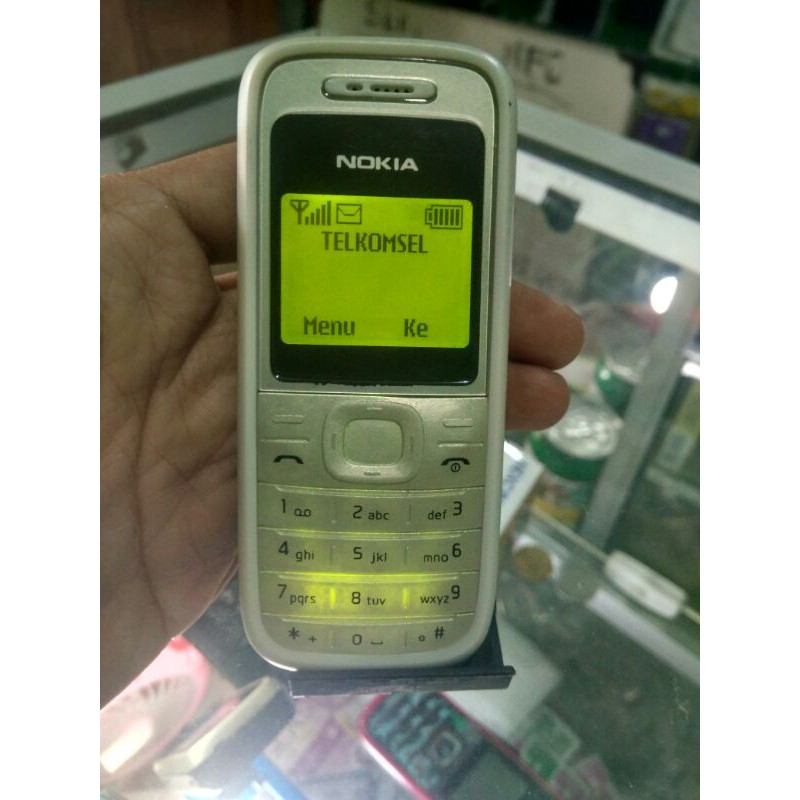 NOKIA
TELKOMSEL
Menu Ke
1 2 abc def 3
4 ghi 5 jkl mno 6
7 pqrs 8 tuv wxyz 9
* + 0 #